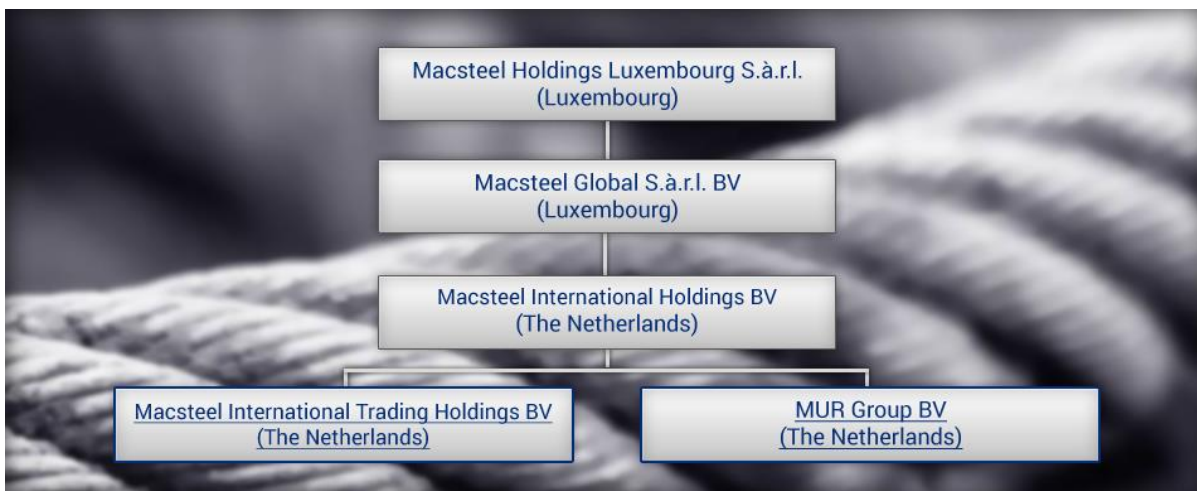 Macsteel Holdings Luxembourg S.à.r.l.
(Luxembourg)
Macsteel Global S.à.r.l. BV
(Luxembourg)
Macsteel International Holdings BV
(The Netherlands)
Macsteel International Trading Holdings BV
(The Netherlands)
MUR Group BV
(The Netherlands)